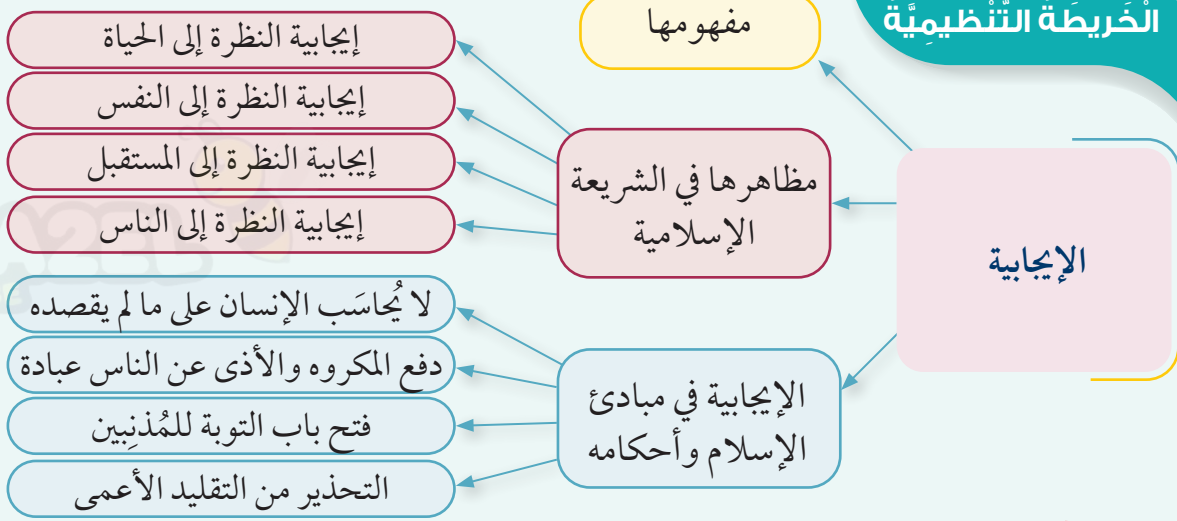 الْخَريطَةُ التَّنْظيمِيَّةُ
الإيجابية
مفهومها
مظاهرها في الشريعة
الإسلامية
إيجابية النظرة إلى الحياة
إيجابية النظرة إلى النفس
إيجابية النظرة إلى المستقبل
إيجابية النظرة إلى الناس
الإيجابية في مبادئ
الإسلام وأحكامه
لا يُحاسَب الإنسان على ما لم يقصده
دفع المكروه والأذى عن الناس عبادة
فتح باب التوبة للمُذنِبين
التحذير من التقليد الأعمى